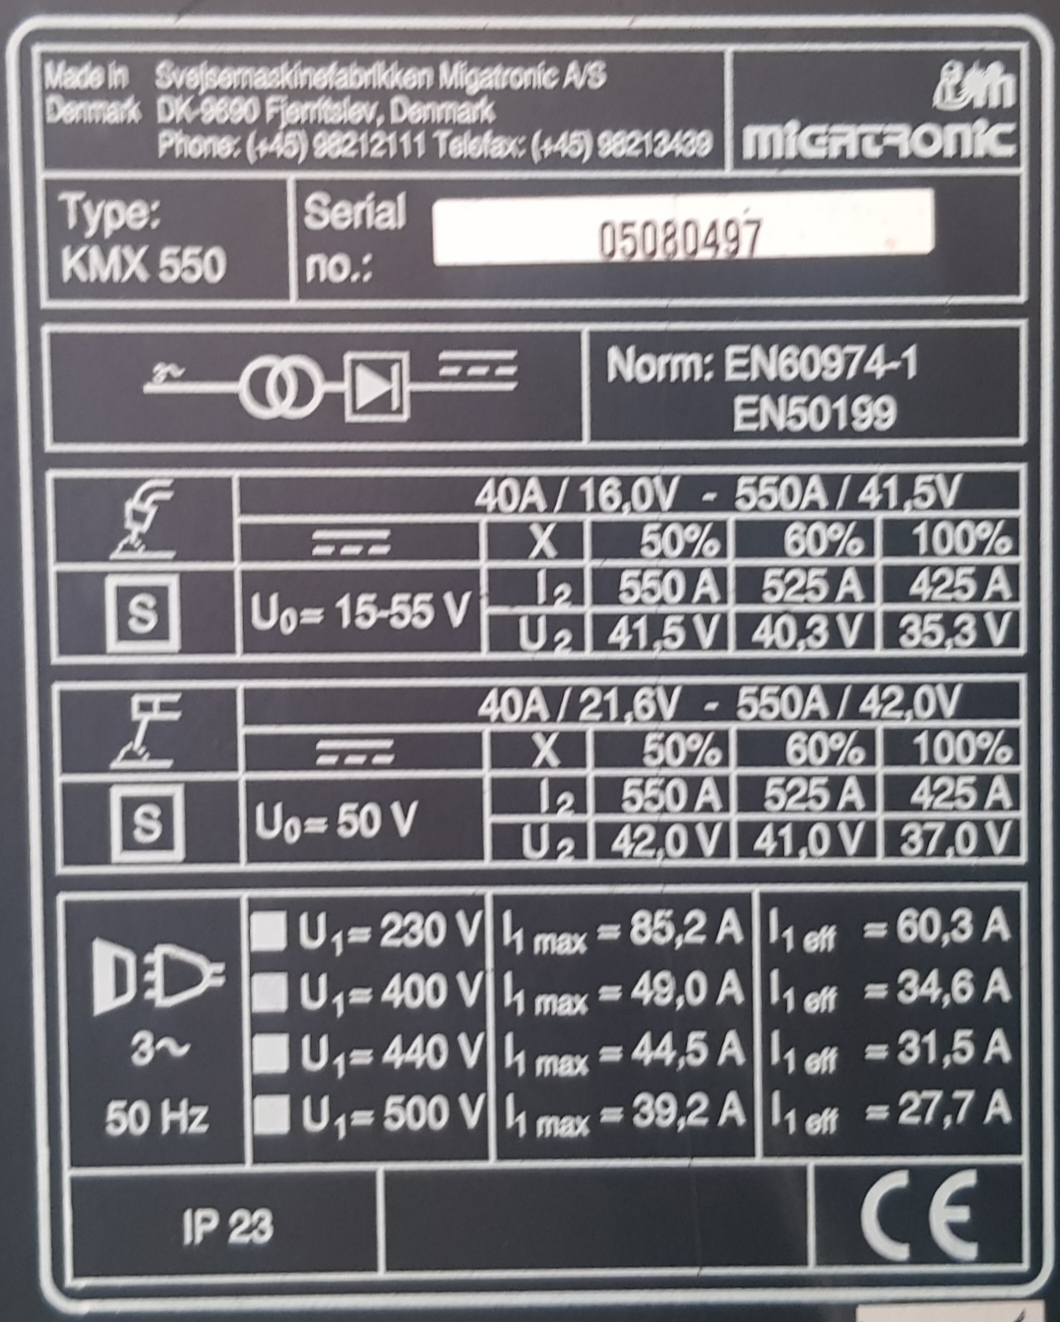 Made in Svejsemaskinefabrikken Migatronic A/S
Denmark DK-9690 Fjerritslev, Denmark
Phone: (+45) 98212111 Telefax: (+45) 98213439
migatronic
Type:
KMX 550
Serial
no.:
05080497
3~
Norm: EN60974-1
EN50199
40A / 16,0V - 550A / 41,5V
X 50% 60% 100%
S
U0= 15-55 V
I2 550 A 525 A 425 A
U2 41,5 V 40,3 V 35,3 V
40A / 21,6V - 550A / 42,0V
X 50% 60% 100%
S
U0= 50 V
I2 550 A 525 A 425 A
U2 42,0 V 41,0 V 37,0 V
U1= 230 V I1 max = 85,2 A I1 eff = 60,3 A
U1= 400 V I1 max = 49,0 A I1 eff = 34,6 A
3~
U1= 440 V I1 max = 44,5 A I1 eff = 31,5 A
50 Hz
U1= 500 V I1 max = 39,2 A I1 eff = 27,7 A
IP 23
CE